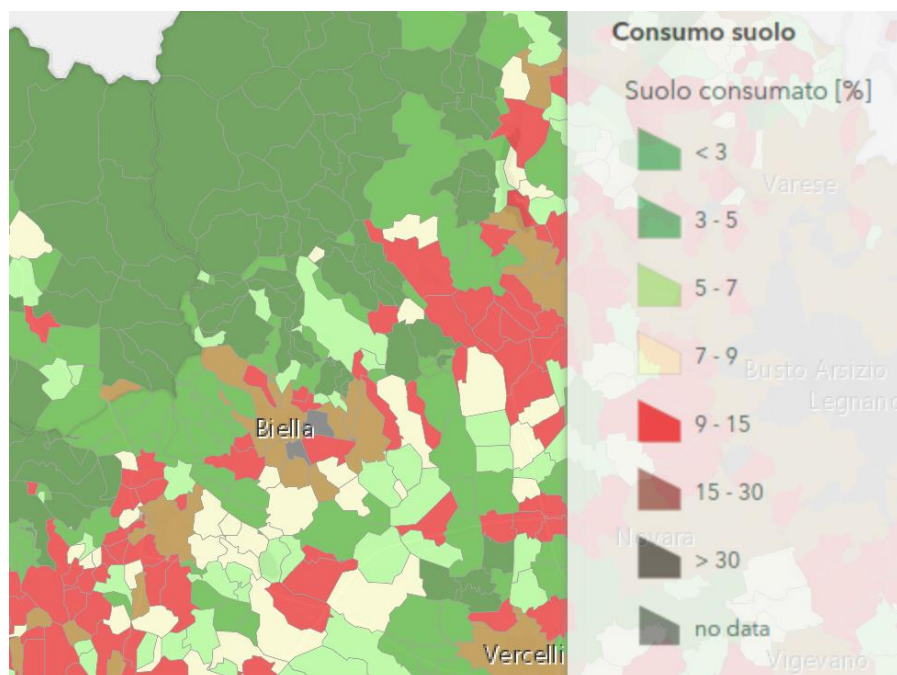 Consumo suolo
Suolo consumato [%]
< 3
Varese
3 - 5
5 - 7
7 - 9
Busto Arsizio
Legnano
9 - 15
Biella
15 - 30
Novara
> 30
no data
Vercelli
Vigevano